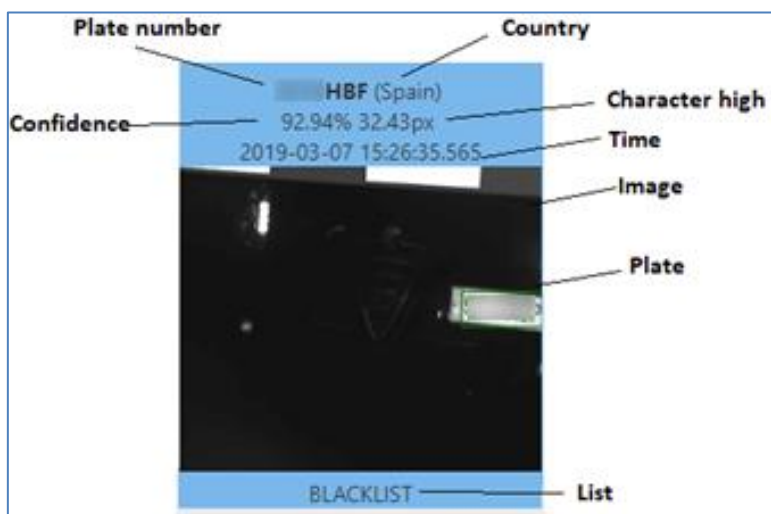 Plate number
Country
HBF (Spain)
Confidence
92.94% 32.43px
Character high
2019-03-07 15:26:35.565
Time
Image
Plate
BLACKLIST
List